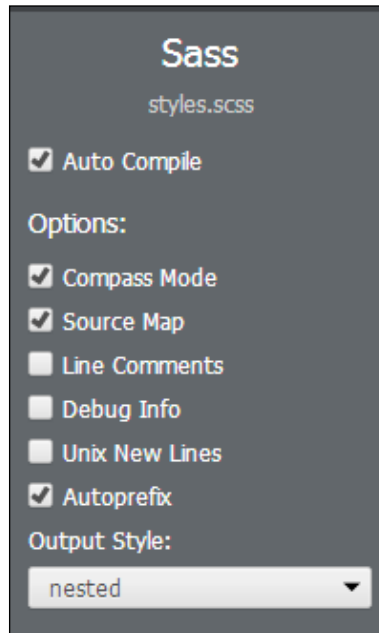 Sass
styles.scss
Auto Compile
Options:
Compass Mode
Source Map
Line Comments
Debug Info
Unix New Lines
Autoprefix
Output Style:
nested